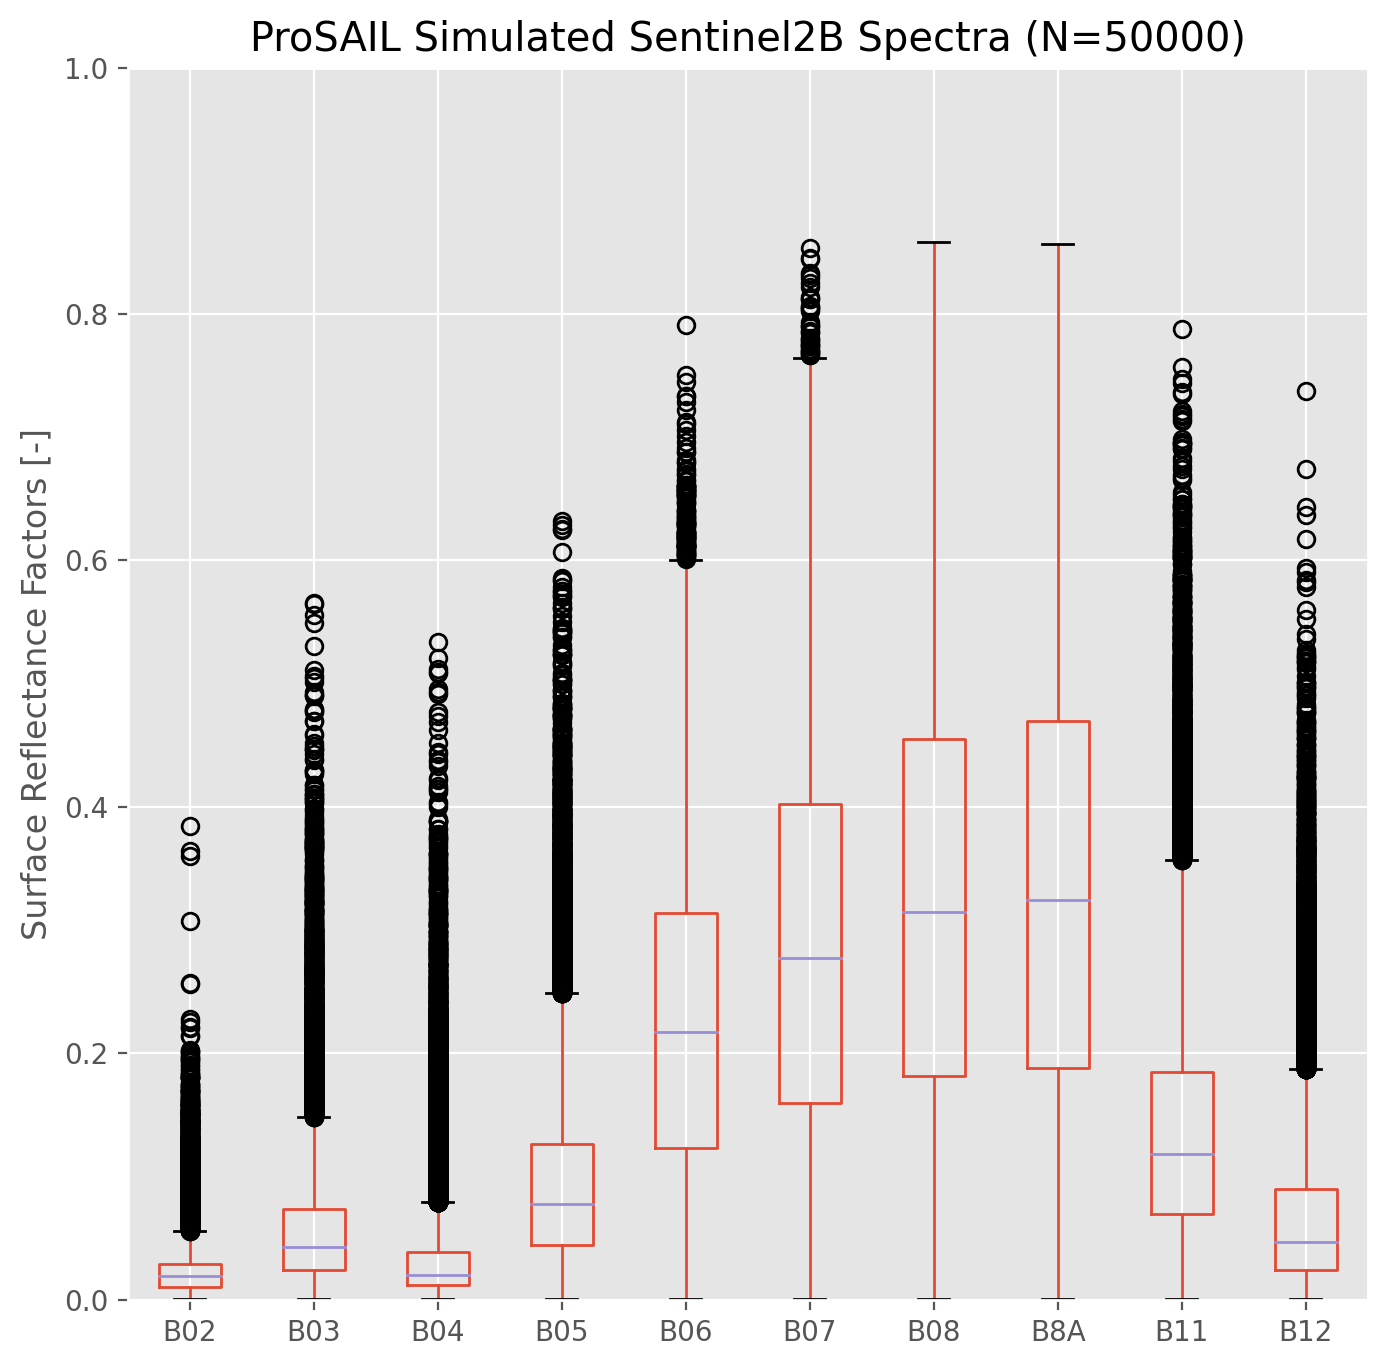 ProSAIL Simulated Sentinel2B Spectra (N=50000)
Surface Reflectance Factors [-]
1.0
0.8
0.6
0.4
0.2
0.0
B02 B03 B04 B05 B06 B07 B08 B8A B11 B12